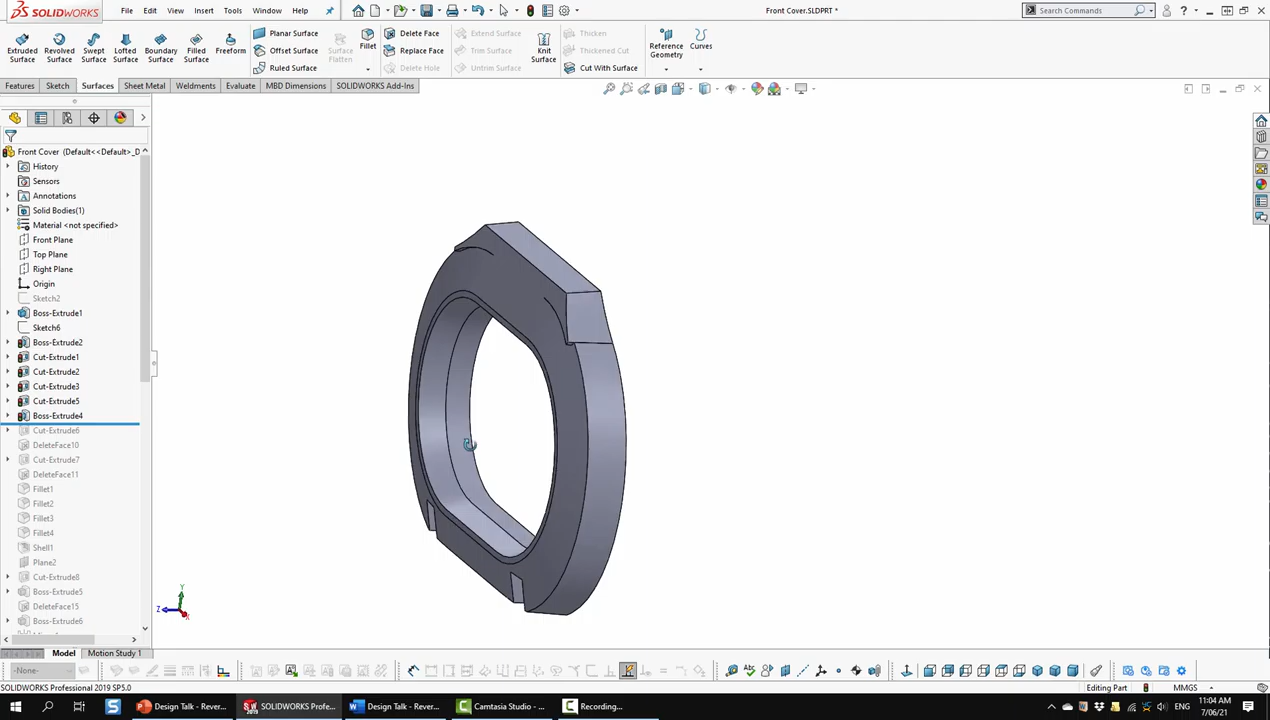 SOLIDWORKS
File Edit View Insert Tools Window Help
Front Cover.SLDPRT *
Search Commands
Extruded Surface
Revolved Surface
Swept Surface
Lofted Surface
Boundary Surface
Filled Surface
Freeform
Planar Surface
Offset Surface
Ruled Surface
Surface Flatten
Fillet
Delete Face
Replace Face
Delete Hole
Extend Surface
Trim Surface
Untrim Surface
Knit Surface
Thicken
Thickened Cut
Cut With Surface
Reference Geometry
Curves
Features Sketch Surfaces Sheet Metal Weldments Evaluate MBD Dimensions SOLIDWORKS Add-Ins
Front Cover (Default<<Default>_D
History
Sensors
Annotations
Solid Bodies(1)
Material <not specified>
Front Plane
Top Plane
Right Plane
Origin
Sketch2
Boss-Extrude1
Sketch6
Boss-Extrude2
Cut-Extrude1
Cut-Extrude2
Cut-Extrude3
Cut-Extrude5
Boss-Extrude4
Cut-Extrude6
DeleteFace10
Cut-Extrude7
DeleteFace11
Fillet1
Fillet2
Fillet3
Fillet4
Shell1
Plane2
Cut-Extrude8
Boss-Extrude5
DeleteFace15
Boss-Extrude6
Y
Z
X
Model Motion Study 1
-None-
SOLIDWORKS Professional 2019 SP5.0
Editing Part
MMGS
Design Talk - Rever...
SOLIDWORKS Profe...
Design Talk - Rever...
Camtasia Studio - ...
Recording...
ENG
11:04 AM
7/06/21